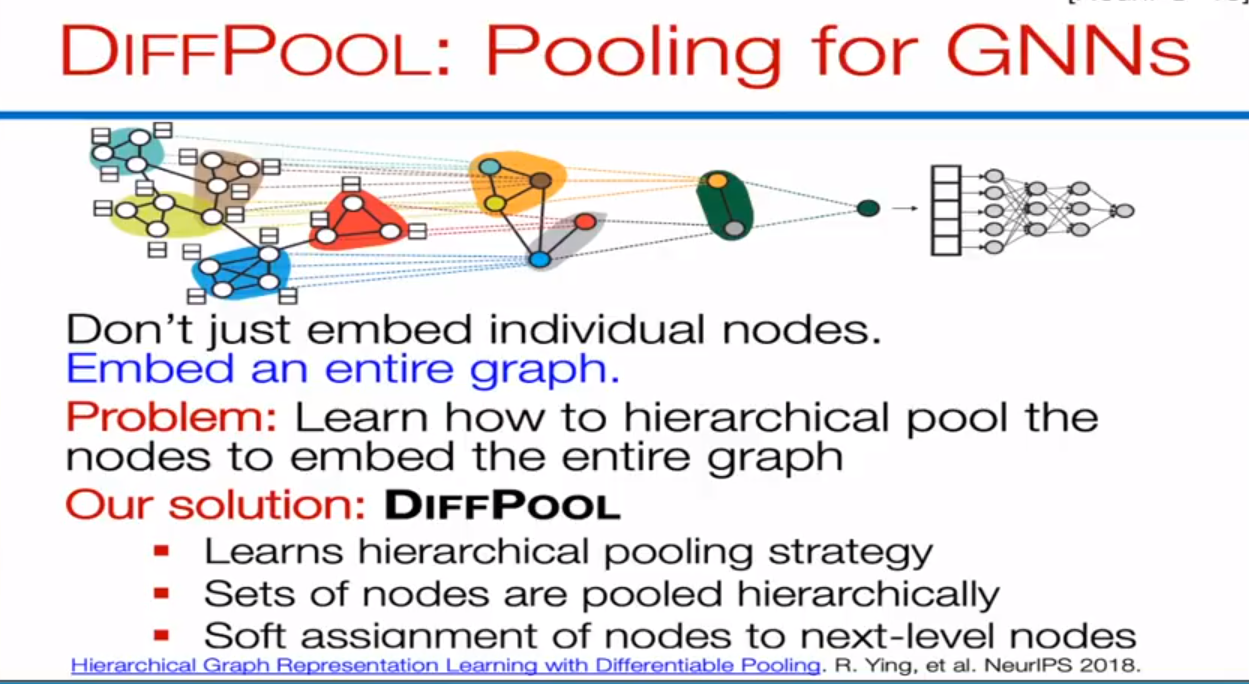 DIFFPOOL: Pooling for GNNs
Don't just embed individual nodes.
Embed an entire graph.
Problem: Learn how to hierarchical pool the
nodes to embed the entire graph
Our solution: DIFFPOOL
Learns hierarchical pooling strategy
Sets of nodes are pooled hierarchically
Soft assignment of nodes to next-level nodes
Hierarchical Graph Representation Learning with Differentiable Pooling. R. Ying, et al. NeurIPS 2018.